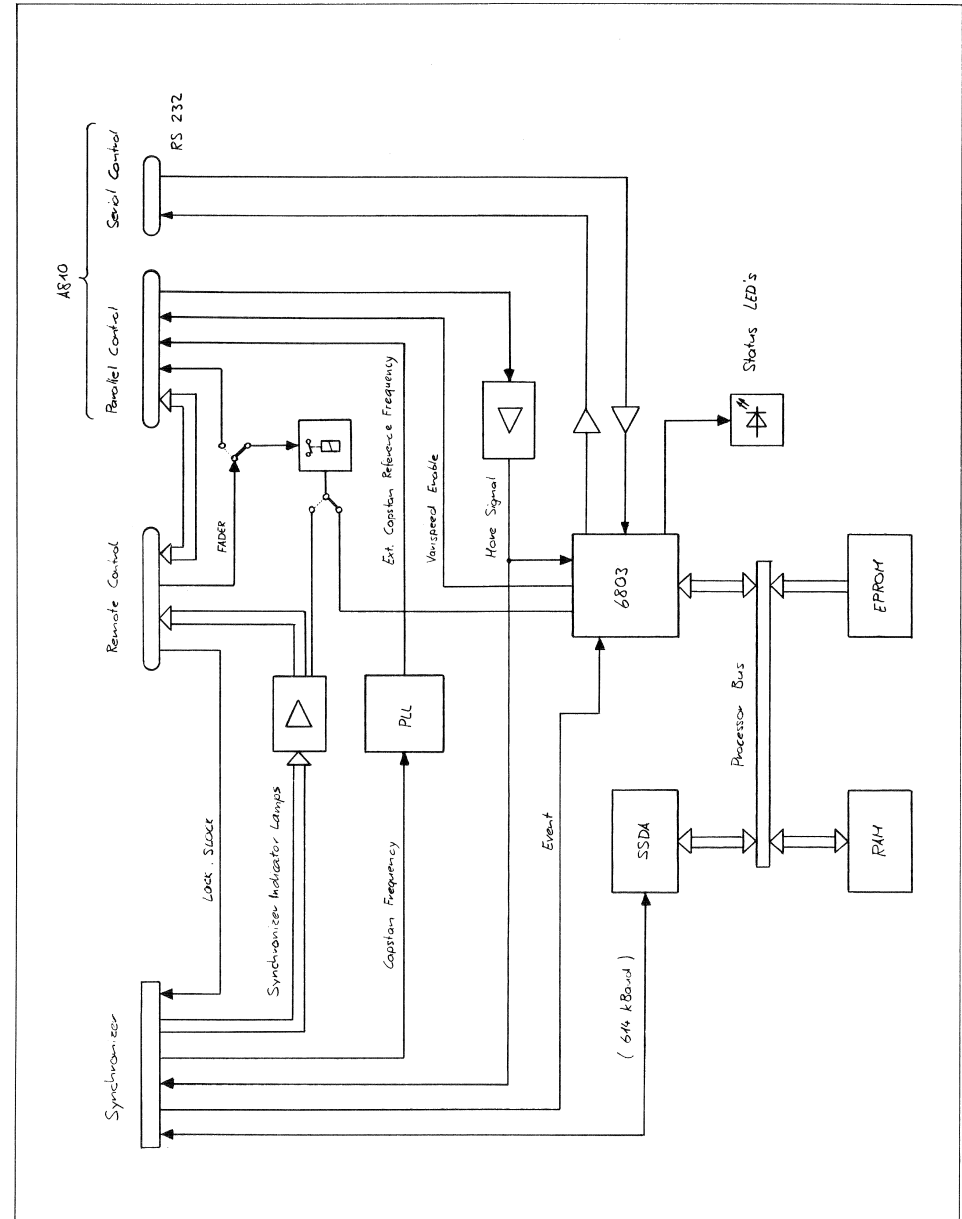 A810
Synchronizer
Remote Control
Parallel Control
Serial Control
RS 232
LOCK, SLOCK
FADER
Synchronizer Indicator Lamps
Capstan Frequency
PLL
Ext. Capstan Reference Frequency
Varispeed Enable
Move Signal
Event
(614 kBaud)
SSDA
6803
Status LED's
Processor Bus
RAM
EPROM